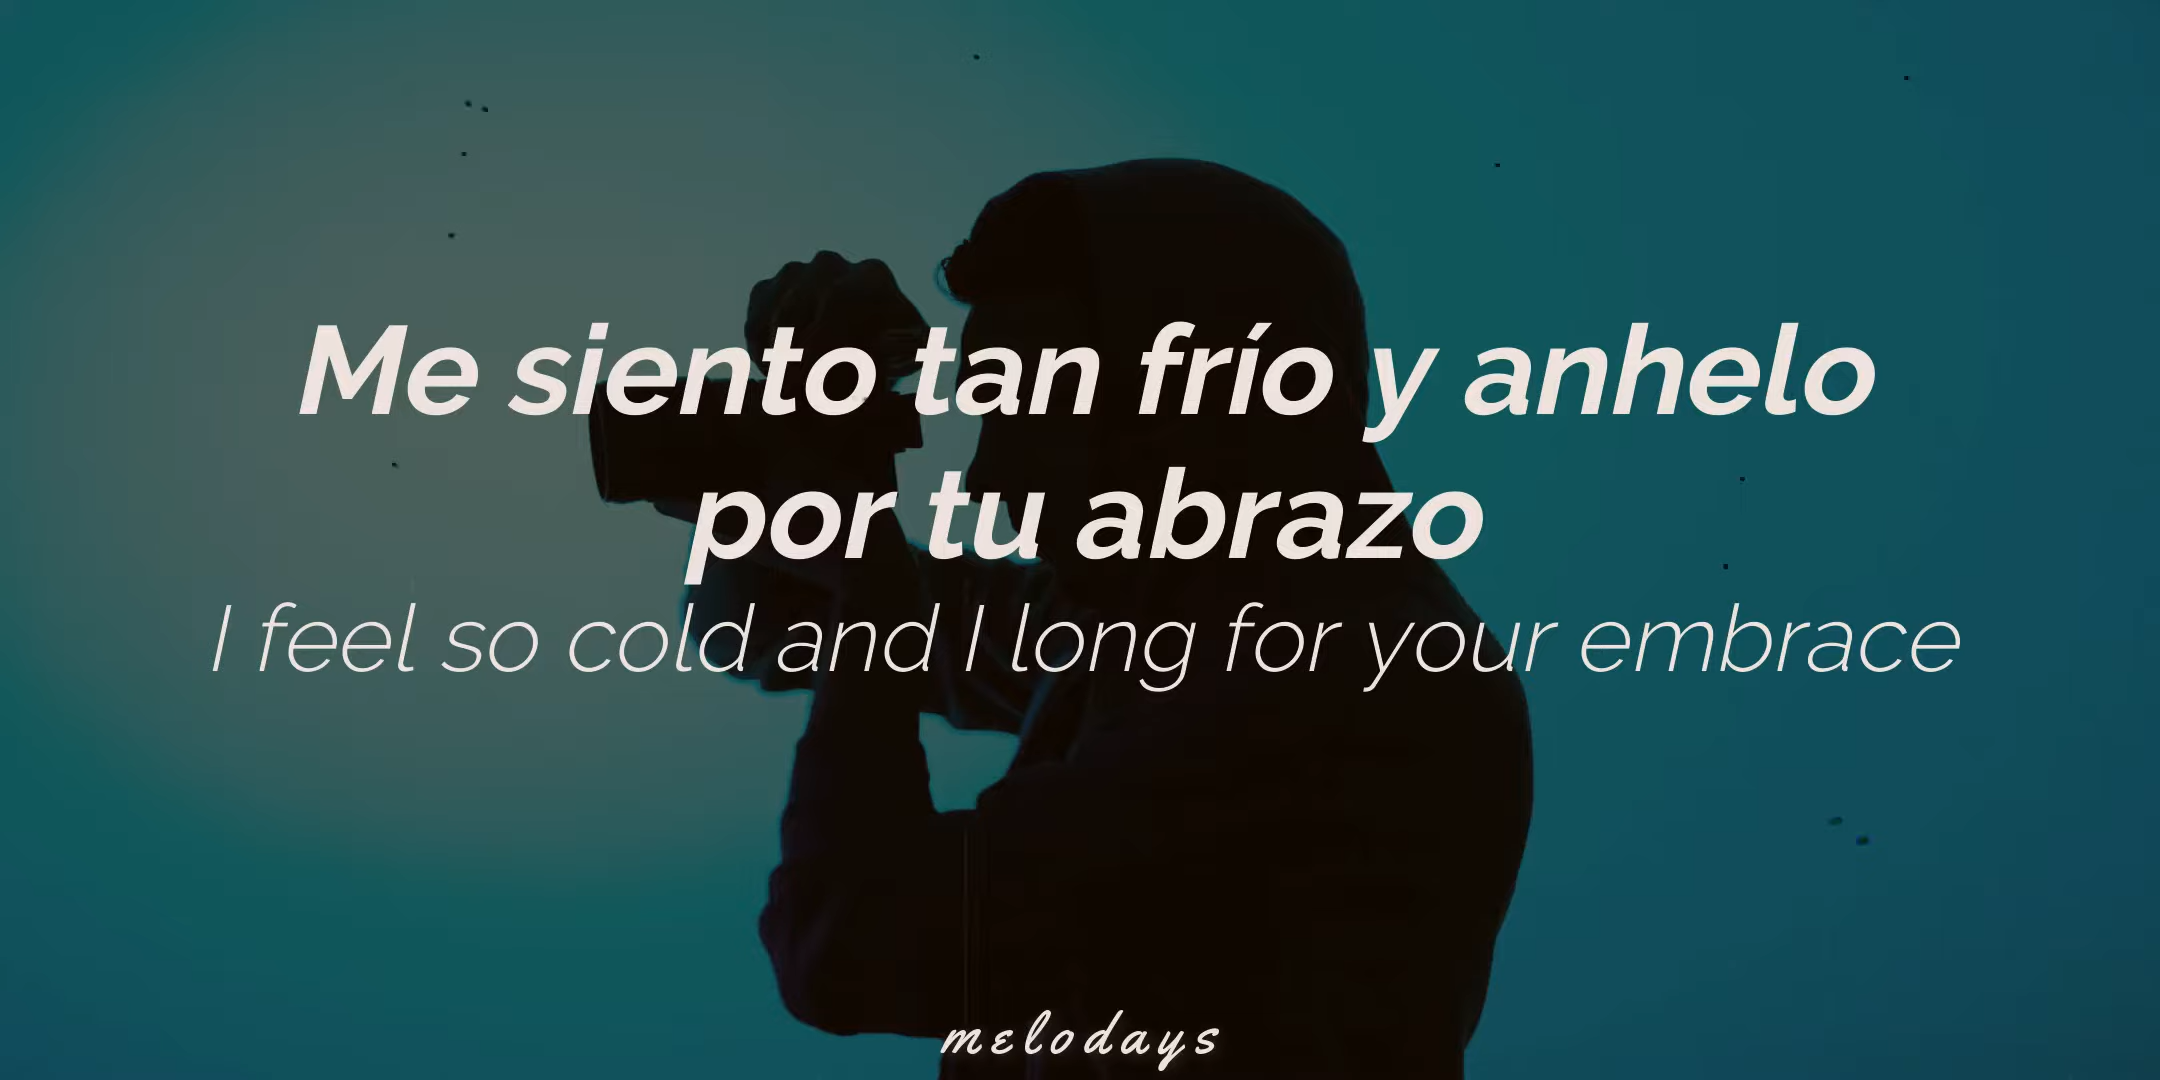 Me siento tan frío y anhelo
por tu abrazo
I feel so cold and I long for your embrace
melodays